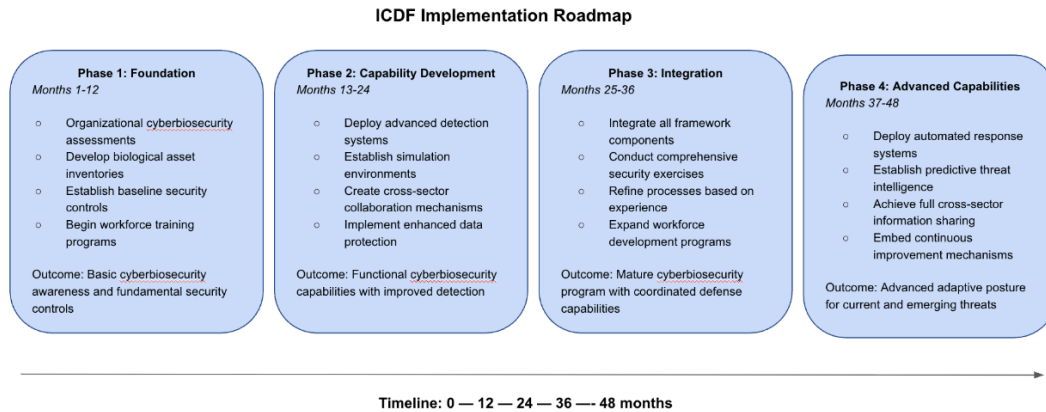 ICDF Implementation Roadmap
Phase 1: Foundation
Months 1-12
○ Organizational cyberbiosecurity
assessments
○ Develop biological asset
inventories
○ Establish baseline security
controls
○ Begin workforce training
programs
Outcome: Basic cyberbiosecurity
awareness and fundamental security
controls
Phase 2: Capability Development
Months 13-24
○ Deploy advanced detection
systems
○ Establish simulation
environments
○ Create cross-sector
collaboration mechanisms
○ Implement enhanced data
protection
Outcome: Functional cyberbiosecurity
capabilities with improved detection
Phase 3: Integration
Months 25-36
○ Integrate all framework
components
○ Conduct comprehensive
security exercises
○ Refine processes based on
experience
○ Expand workforce
development programs
Outcome: Mature cyberbiosecurity
program with coordinated defense
capabilities
Phase 4: Advanced Capabilities
Months 37-48
○ Deploy automated response
systems
○ Establish predictive threat
intelligence
○ Achieve full cross-sector
information sharing
○ Embed continuous
improvement mechanisms
Outcome: Advanced adaptive posture
for current and emerging threats
Timeline: 0 — 12 — 24 — 36 —- 48 months